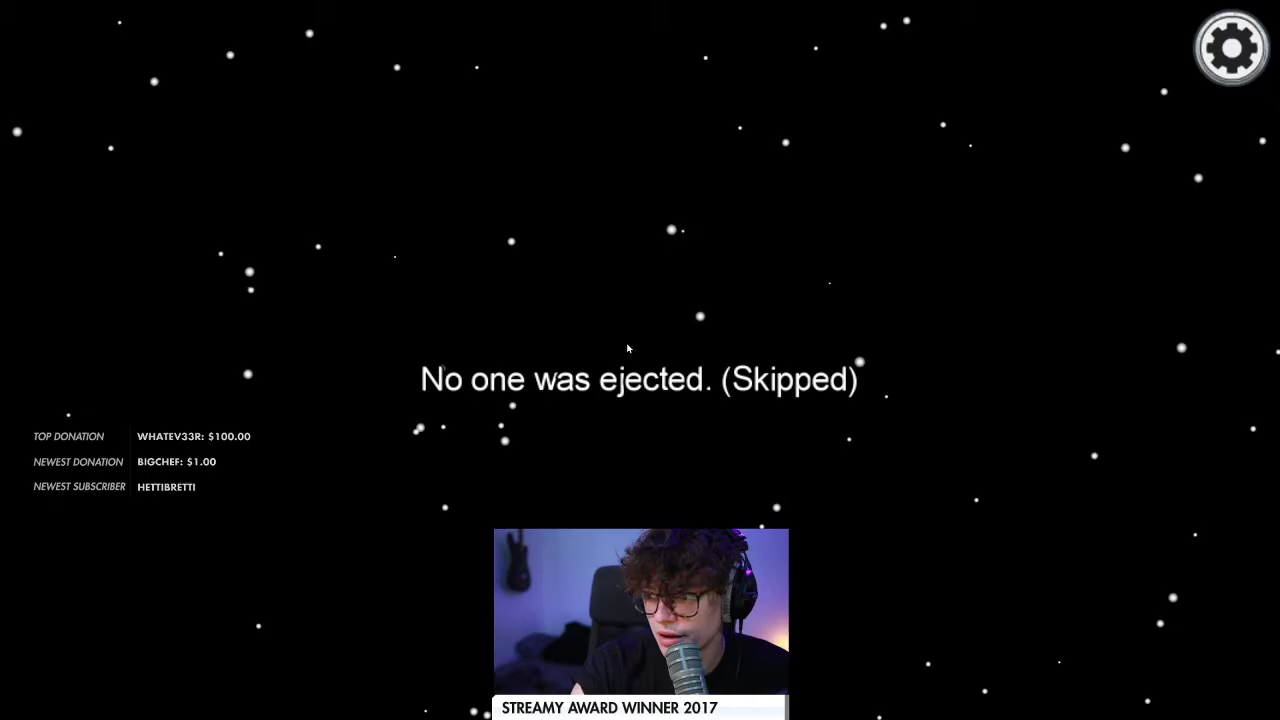 No one was ejected. (Skipped)
TOP DONATION WHATEV33R: $100.00
NEWEST DONATION BIGCHEF: $1.00
NEWEST SUBSCRIBER HETTIBRETTI
STREAMY AWARD WINNER 2017